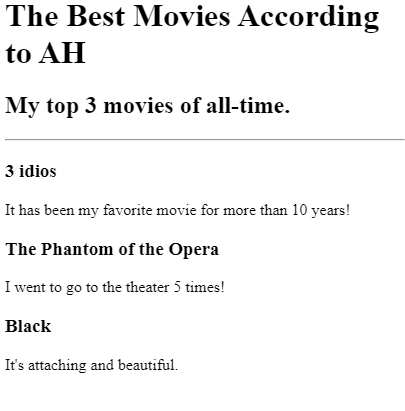 The Best Movies According
to AH
My top 3 movies of all-time.
3 idios
It has been my favorite movie for more than 10 years!
The Phantom of the Opera
I went to go to the theater 5 times!
Black
It's attaching and beautiful.